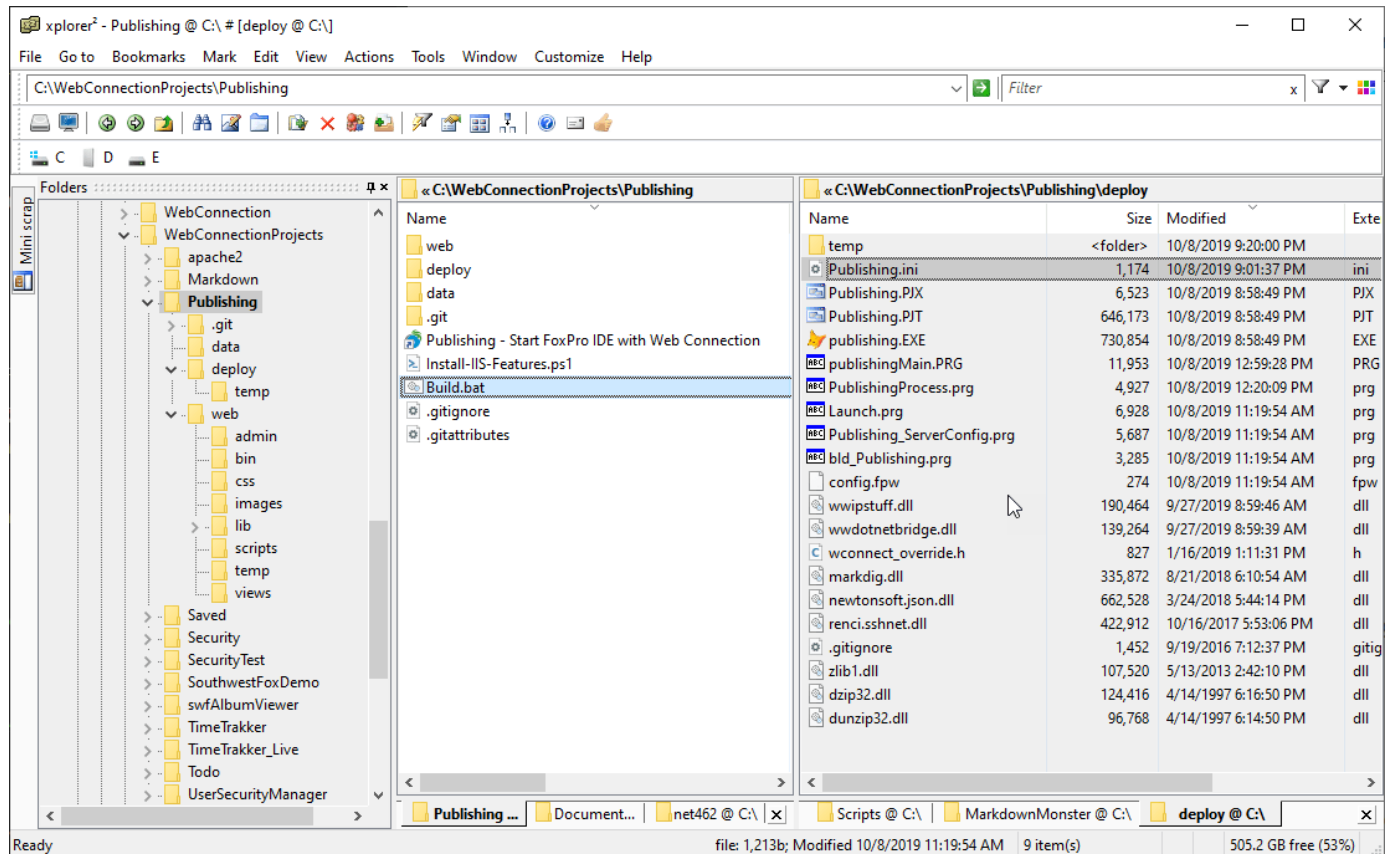 xplorer² - Publishing @ C:\ # [deploy @ C:\]
File Go to Bookmarks Mark Edit View Actions Tools Window Customize Help
C:\WebConnectionProjects\Publishing
Filter x
C D E
Mini scrap
Folders
WebConnection
WebConnectionProjects
apache2
Markdown
Publishing
.git
data
deploy
temp
web
admin
bin
css
images
lib
scripts
temp
views
Saved
Security
SecurityTest
SouthwestFoxDemo
swfAlbumViewer
TimeTrakker
TimeTrakker_Live
Todo
UserSecurityManager
« C:\WebConnectionProjects\Publishing
Name
web
deploy
data
.git
Publishing - Start FoxPro IDE with Web Connection
Install-IIS-Features.ps1
Build.bat
.gitignore
.gitattributes
Publishing ... Document... net462 @ C:\ x
« C:\WebConnectionProjects\Publishing\deploy
Name Size Modified Exte
temp <folder> 10/8/2019 9:20:00 PM
Publishing.ini 1,174 10/8/2019 9:01:37 PM ini
Publishing.PJX 6,523 10/8/2019 8:58:49 PM PJX
Publishing.PJT 646,173 10/8/2019 8:58:49 PM PJT
publishing.EXE 730,854 10/8/2019 8:58:49 PM EXE
ABC publishingMain.PRG 11,953 10/8/2019 12:59:28 PM PRG
ABC PublishingProcess.prg 4,927 10/8/2019 12:20:09 PM prg
ABC Launch.prg 6,928 10/8/2019 11:19:54 AM prg
ABC Publishing_ServerConfig.prg 5,687 10/8/2019 11:19:54 AM prg
ABC bld_Publishing.prg 3,285 10/8/2019 11:19:54 AM prg
config.fpw 274 10/8/2019 11:19:54 AM fpw
wwipstuff.dll 190,464 9/27/2019 8:59:46 AM dll
wwdotnetbridge.dll 139,264 9/27/2019 8:59:39 AM dll
C wconnect_override.h 827 1/16/2019 1:11:31 PM h
markdig.dll 335,872 8/21/2018 6:10:54 AM dll
newtonsoft.json.dll 662,528 3/24/2018 5:44:14 PM dll
renci.sshnet.dll 422,912 10/16/2017 5:53:06 PM dll
.gitignore 1,452 9/19/2016 7:12:37 PM gitig
zlib1.dll 107,520 5/13/2013 2:42:10 PM dll
dzip32.dll 124,416 4/14/1997 6:16:50 PM dll
dunzip32.dll 96,768 4/14/1997 6:14:50 PM dll
Scripts @ C:\ MarkdownMonster @ C:\ deploy @ C:\ x
Ready file: 1,213b; Modified 10/8/2019 11:19:54 AM 9 item(s) 505.2 GB free (53%)